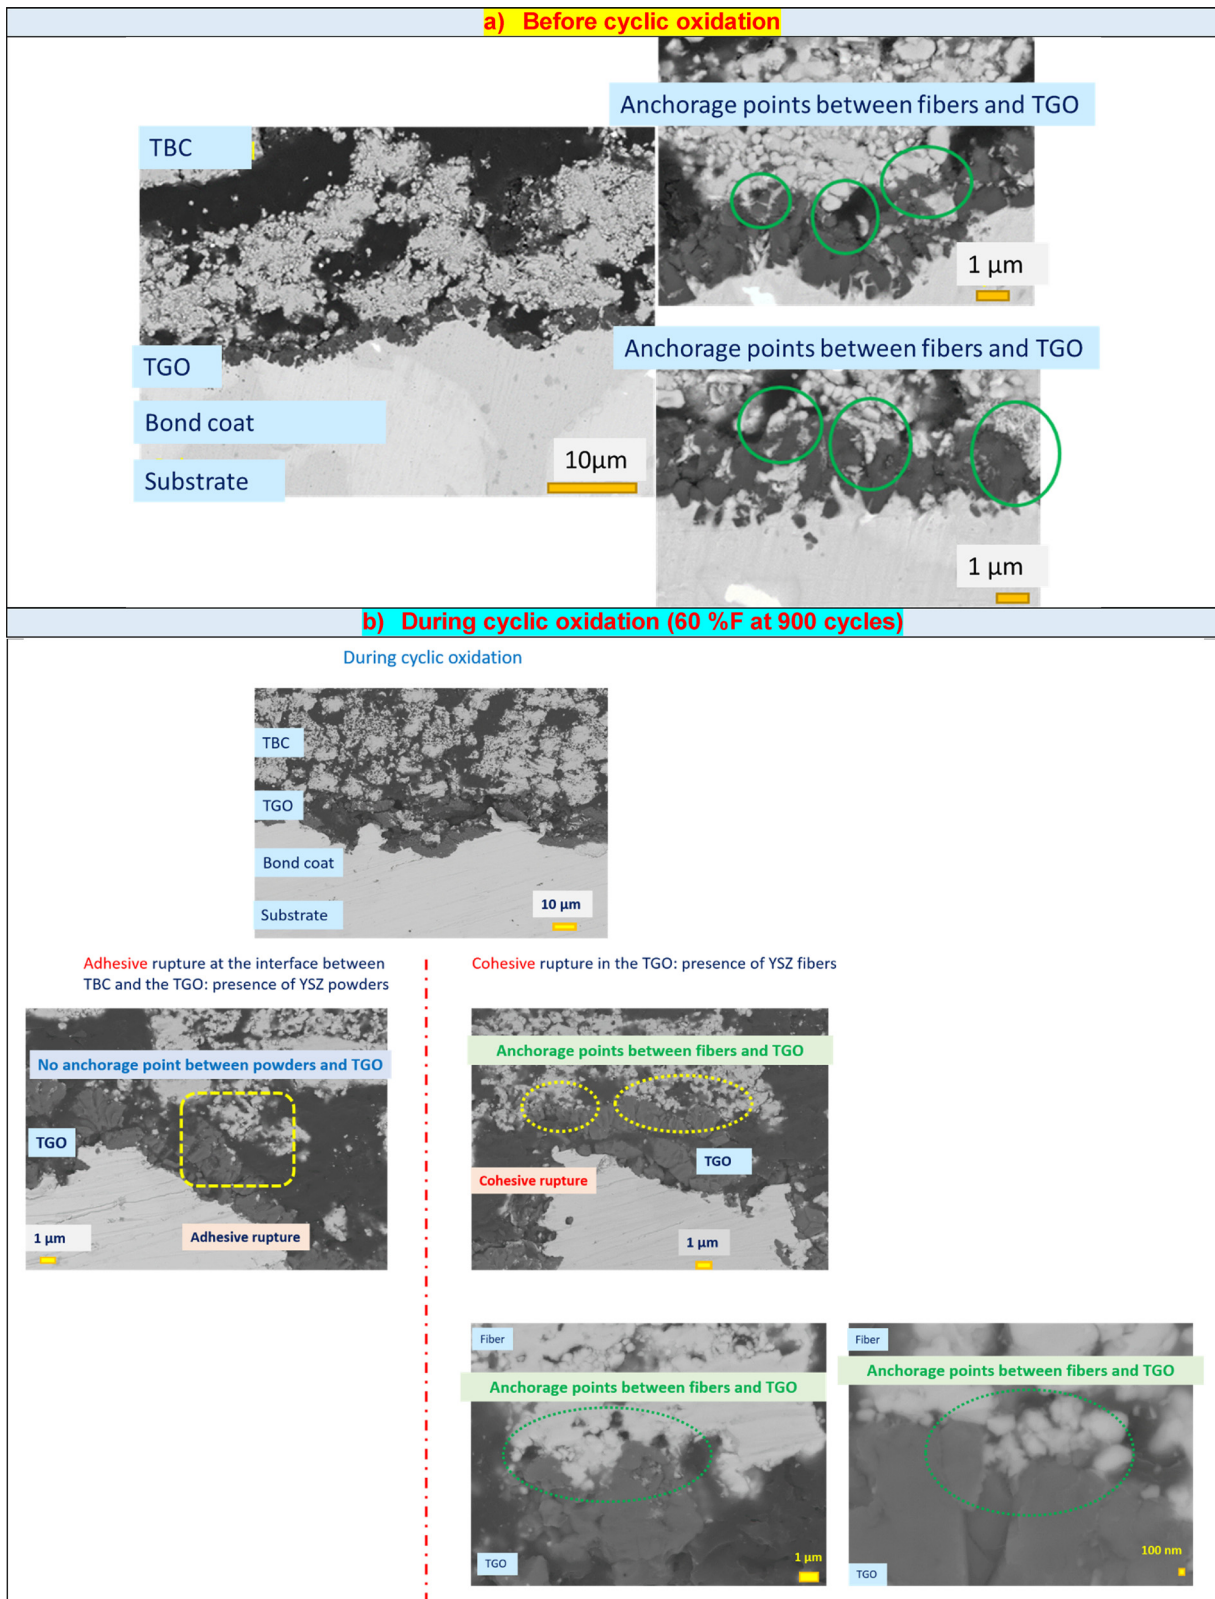 a) Before cyclic oxidation
TBC
TGO
Bond coat
Substrate
10µm
Anchorage points between fibers and TGO
1 µm
Anchorage points between fibers and TGO
1 µm
b) During cyclic oxidation (60 %F at 900 cycles)
During cyclic oxidation
TBC
TGO
Bond coat
Substrate
10 µm
Adhesive rupture at the interface between
TBC and the TGO: presence of YSZ powders
No anchorage point between powders and TGO
TGO
1 µm
Adhesive rupture
Cohesive rupture in the TGO: presence of YSZ fibers
Anchorage points between fibers and TGO
TGO
Cohesive rupture
1 µm
Fiber
Anchorage points between fibers and TGO
TGO
1 µm
Fiber
Anchorage points between fibers and TGO
TGO
100 nm